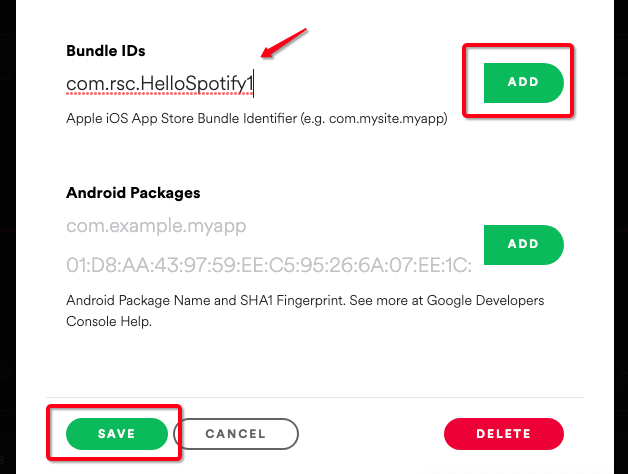 Bundle IDs
com.rsc.HelloSpotify1
ADD
Apple iOS App Store Bundle Identifier (e.g. com.mysite.myapp)
Android Packages
com.example.myapp
ADD
01:D8:AA:43:97:59:EE:C5:95:26:6A:07:EE:1C:
Android Package Name and SHA1 Fingerprint. See more at Google Developers
Console Help.
SAVE
CANCEL
DELETE